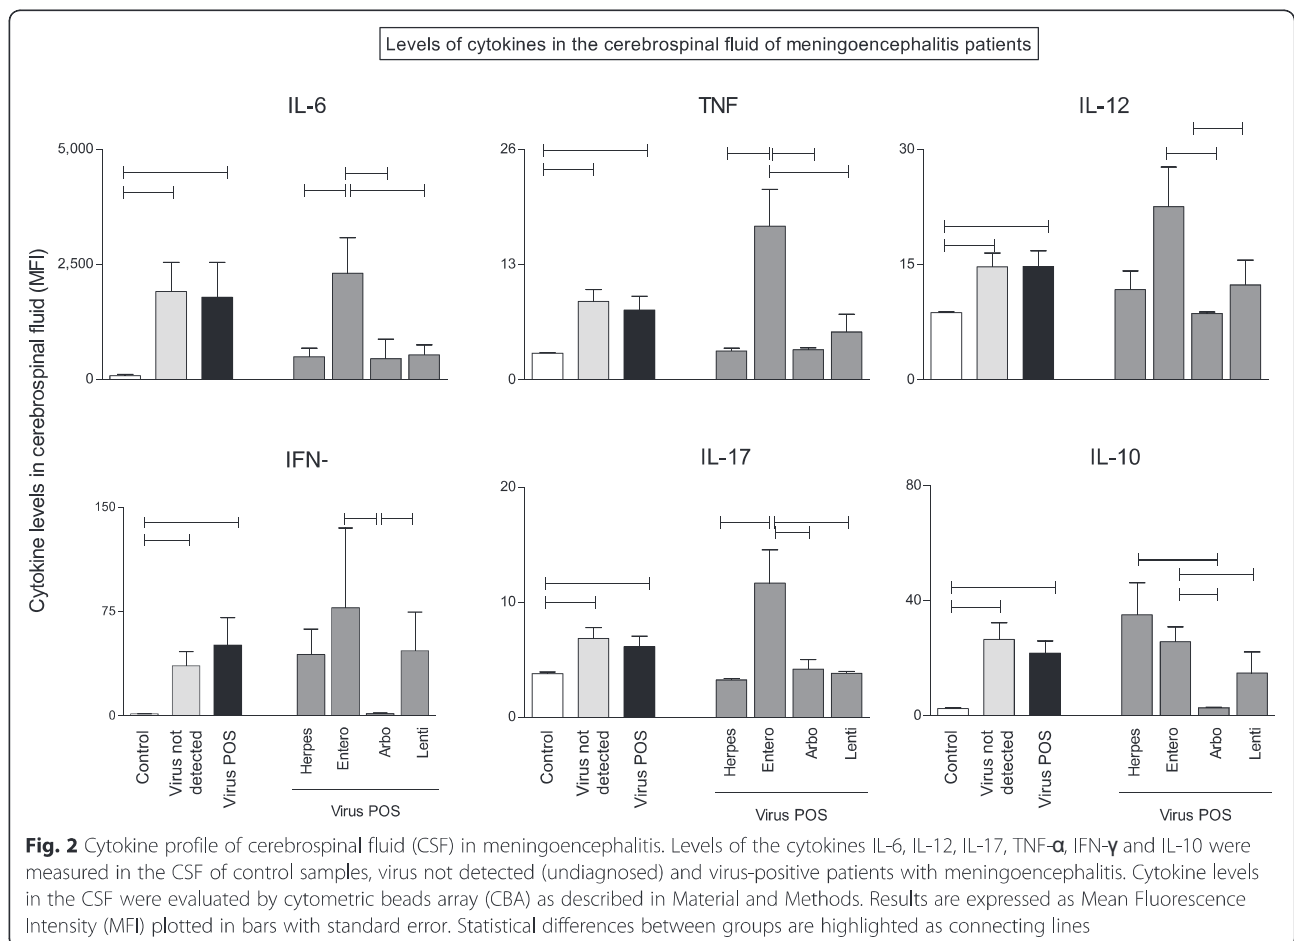 Levels of cytokines in the cerebrospinal fluid of meningoencephalitis patients
Cytokine levels in cerebrospinal fluid (MFI)
IL-6
5,000
2,500
0
TNF
26
13
0
IL-12
30
15
0
IFN-
150
75
0
Control
Virus not
detected
Virus POS
Herpes
Entero
Arbo
Lenti
Virus POS
IL-17
20
10
0
Control
Virus not
detected
Virus POS
Herpes
Entero
Arbo
Lenti
Virus POS
IL-10
80
40
0
Control
Virus not
detected
Virus POS
Herpes
Entero
Arbo
Lenti
Virus POS
Fig. 2 Cytokine profile of cerebrospinal fluid (CSF) in meningoencephalitis. Levels of the cytokines IL-6, IL-12, IL-17, TNF-α, IFN-γ and IL-10 were
measured in the CSF of control samples, virus not detected (undiagnosed) and virus-positive patients with meningoencephalitis. Cytokine levels
in the CSF were evaluated by cytometric beads array (CBA) as described in Material and Methods. Results are expressed as Mean Fluorescence
Intensity (MFI) plotted in bars with standard error. Statistical differences between groups are highlighted as connecting lines